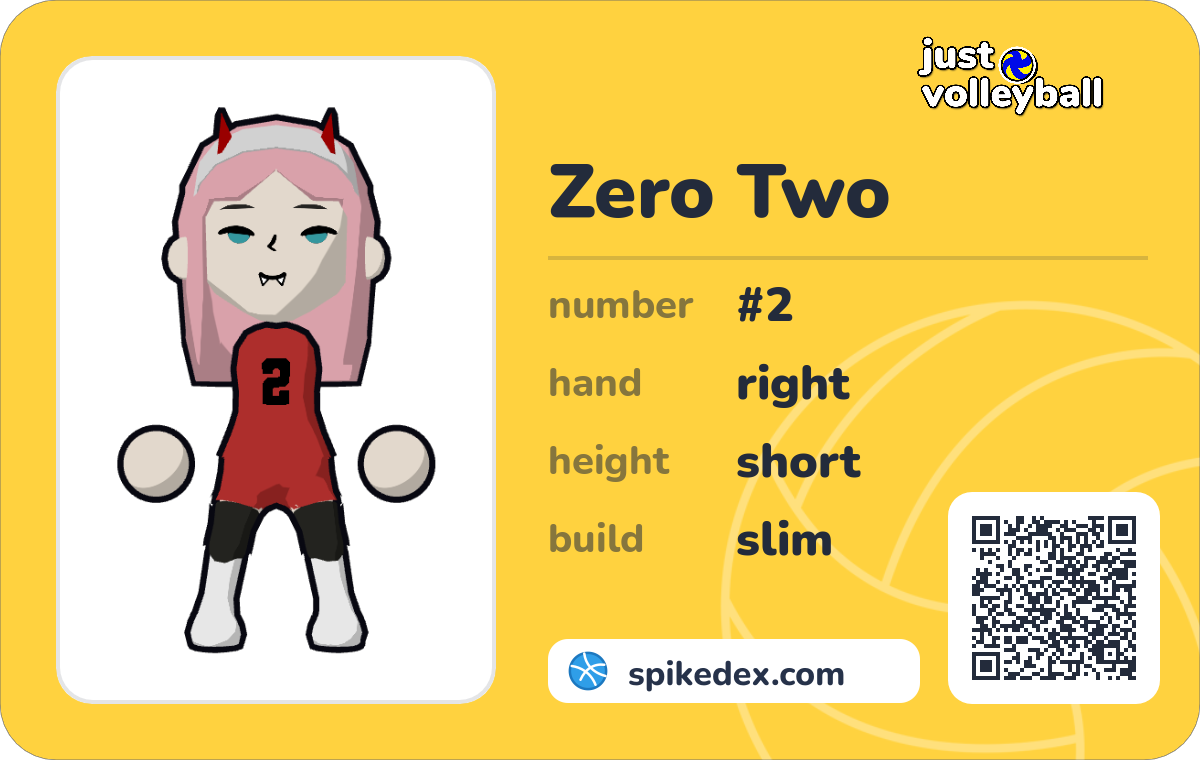 just
volleyball
Zero Two
number #2
hand right
height short
build slim
spikedex.com
2